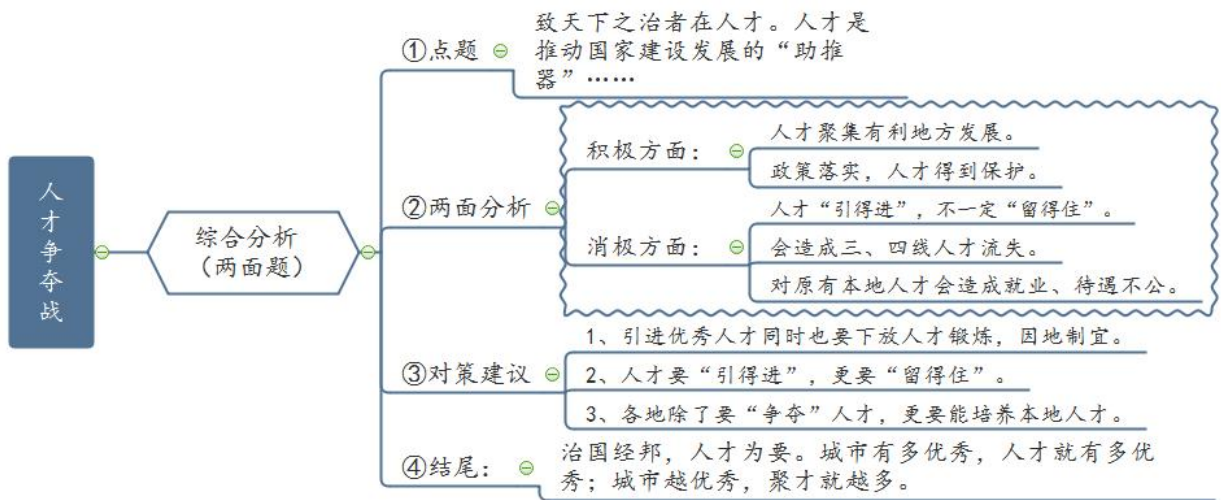 人才争夺战
综合分析
（两面题）
①点题
致天下之治者在人才。人才是
推动国家建设发展的“助推
器”……
②两面分析
积极方面：
人才聚集有利地方发展。
政策落实，人才得到保护。
消极方面：
人才“引得进”，不一定“留得住”。
会造成三、四线人才流失。
对原有本地人才会造成就业、待遇不公。
③对策建议
1、引进优秀人才同时也要下放人才锻炼，因地制宜。
2、人才要“引得进”，更要“留得住”。
3、各地除了要“争夺”人才，更要能培养本地人才。
④结尾：
治国经邦，人才为要。城市有多优秀，人才就有多优
秀；城市越优秀，聚才就越多。